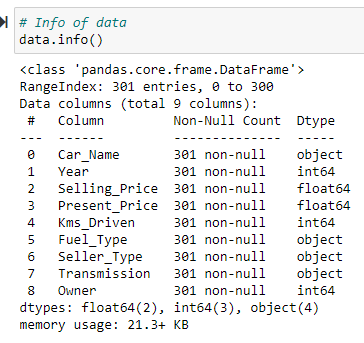 # Info of data
data.info()
<class 'pandas.core.frame.DataFrame'>
RangeIndex: 301 entries, 0 to 300
Data columns (total 9 columns):
 #   Column         Non-Null Count  Dtype
---  ------         --------------  -----
 0   Car_Name       301 non-null    object
 1   Year           301 non-null    int64
 2   Selling_Price  301 non-null    float64
 3   Present_Price  301 non-null    float64
 4   Kms_Driven     301 non-null    int64
 5   Fuel_Type      301 non-null    object
 6   Seller_Type    301 non-null    object
 7   Transmission   301 non-null    object
 8   Owner          301 non-null    int64
dtypes: float64(2), int64(3), object(4)
memory usage: 21.3+ KB